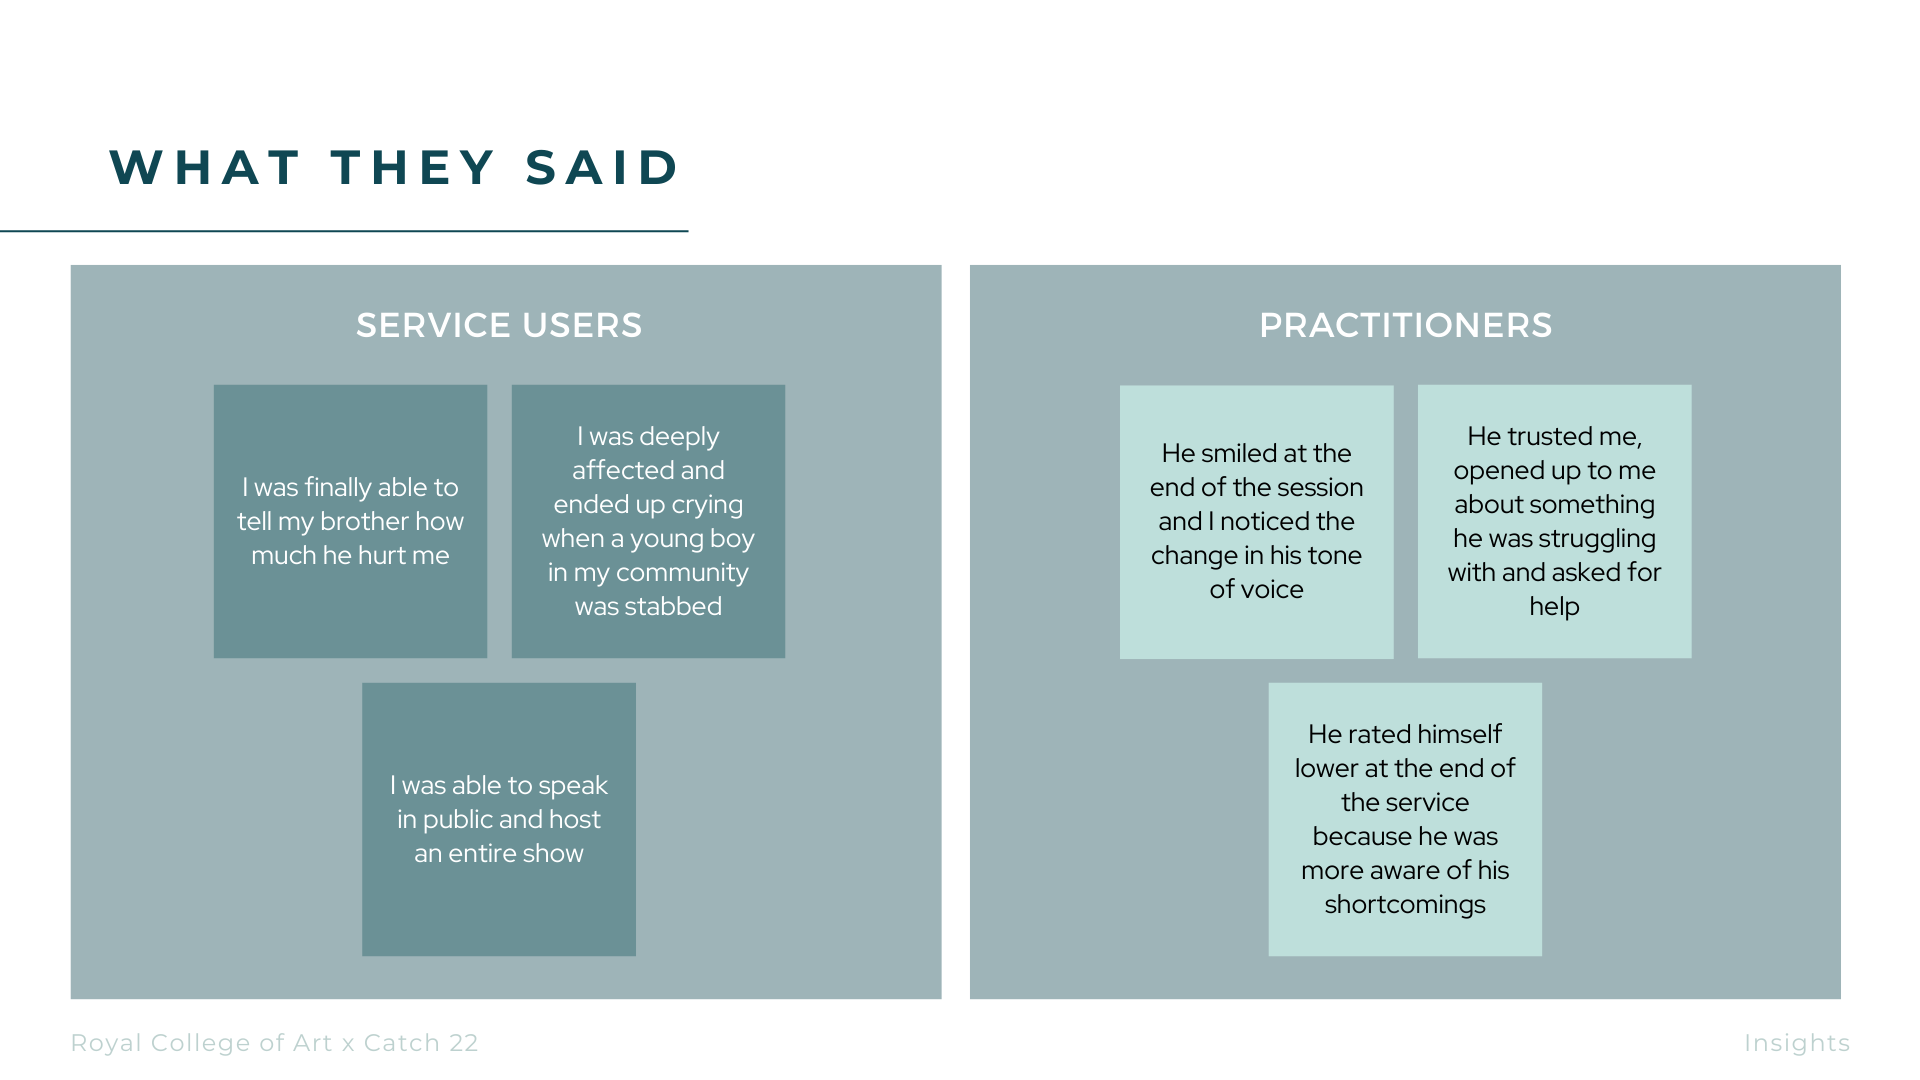 WHAT THEY SAID
SERVICE USERS
I was finally able to
tell my brother how
much he hurt me
I was deeply
affected and
ended up crying
when a young boy
in my community
was stabbed
I was able to speak
in public and host
an entire show
PRACTITIONERS
He smiled at the
end of the session
and I noticed the
change in his tone
of voice
He trusted me,
opened up to me
about something
he was struggling
with and asked for
help
He rated himself
lower at the end of
the service
because he was
more aware of his
shortcomings
Royal College of Art x Catch 22
Insights